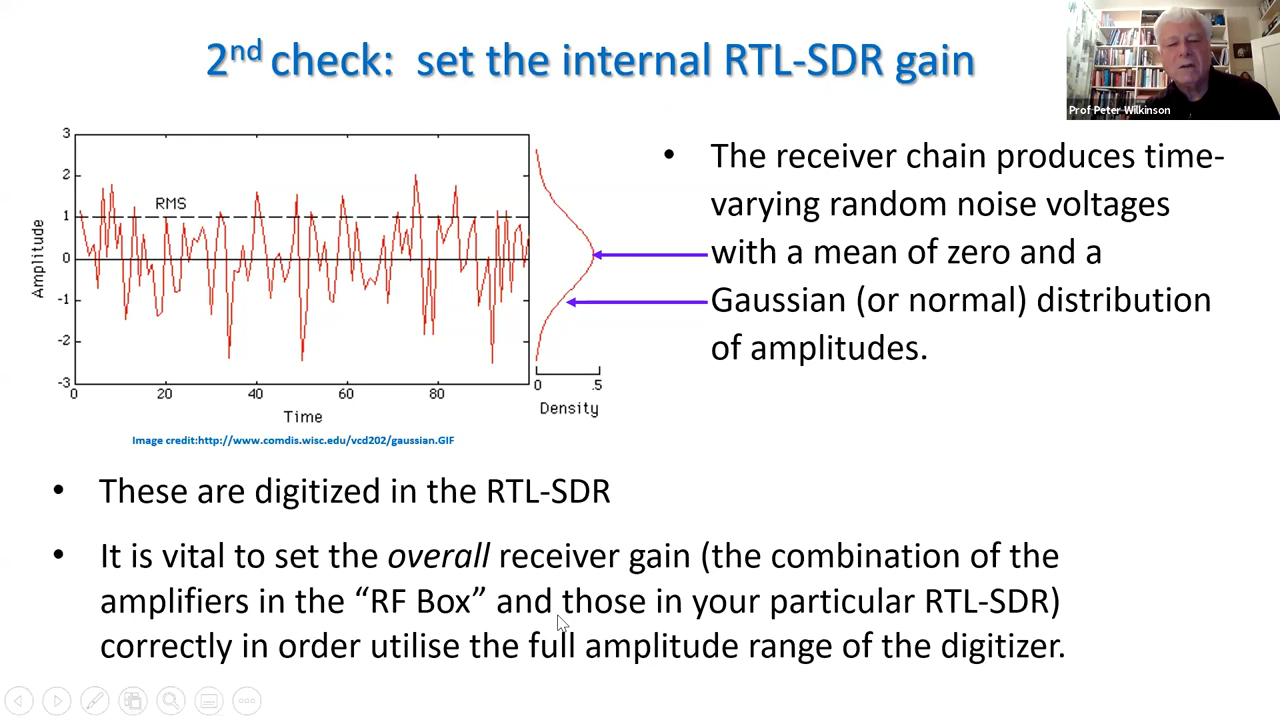 2nd check: set the internal RTL-SDR gain
Prof Peter Wilkinson
3
2
1
0
-1
-2
-3
Amplitude
RMS
0
20
40
60
80
Time
0
.5
Density
Image credit:http://www.comdis.wisc.edu/vcd202/gaussian.GIF
• The receiver chain produces time-
varying random noise voltages
with a mean of zero and a
Gaussian (or normal) distribution
of amplitudes.
• These are digitized in the RTL-SDR
• It is vital to set the overall receiver gain (the combination of the
amplifiers in the “RF Box” and those in your particular RTL-SDR)
correctly in order utilise the full amplitude range of the digitizer.